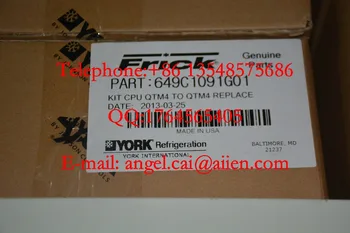 Frick
Genuine
Parts
phone: +86 13548575686
PART: 649C1091G01
KIT CPU QTM4 TO QTM4 REPLACE
DATE: 2013-03-25
MADE IN USA
YORK Refrigeration
YORK INTERNATIONAL
BALTIMORE, MD
21237
E-mail: angel.cai@aiien.com